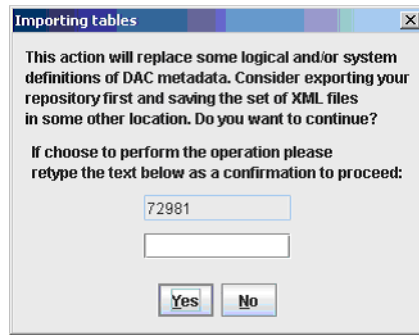 Importing tables
This action will replace some logical and/or system
definitions of DAC metadata. Consider exporting your
repository first and saving the set of XML files
in some other location. Do you want to continue?
If choose to perform the operation please
retype the text below as a confirmation to proceed:
72981
Yes No